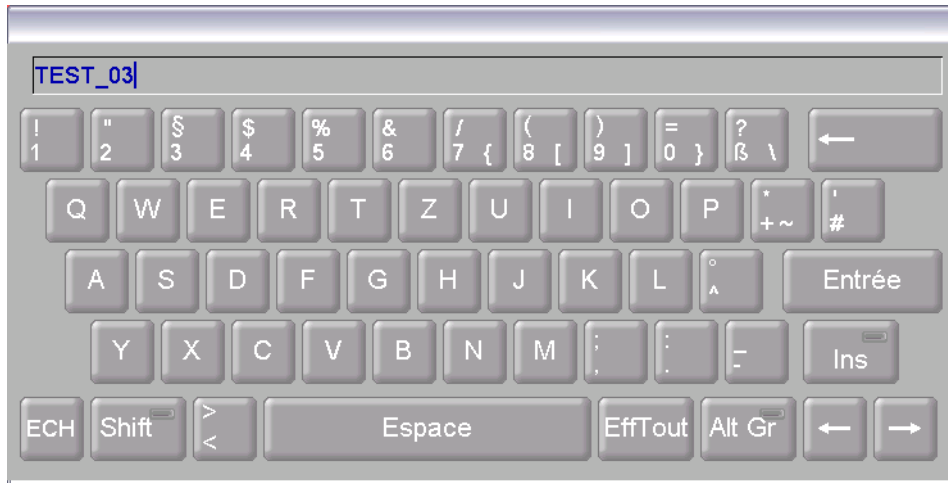 TEST_03
! 1 " 2 § 3 $ 4 % 5 & 6 / 7 { ( 8 [ ) 9 ] = 0 } ? ß \ ←
Q W E R T Z U I O P * + ~ ' #
A S D F G H J K L ° ^ Entrée
Y X C V B N M ; , : . _ - Ins
ECH Shift > < Espace EffTout Alt Gr ← →